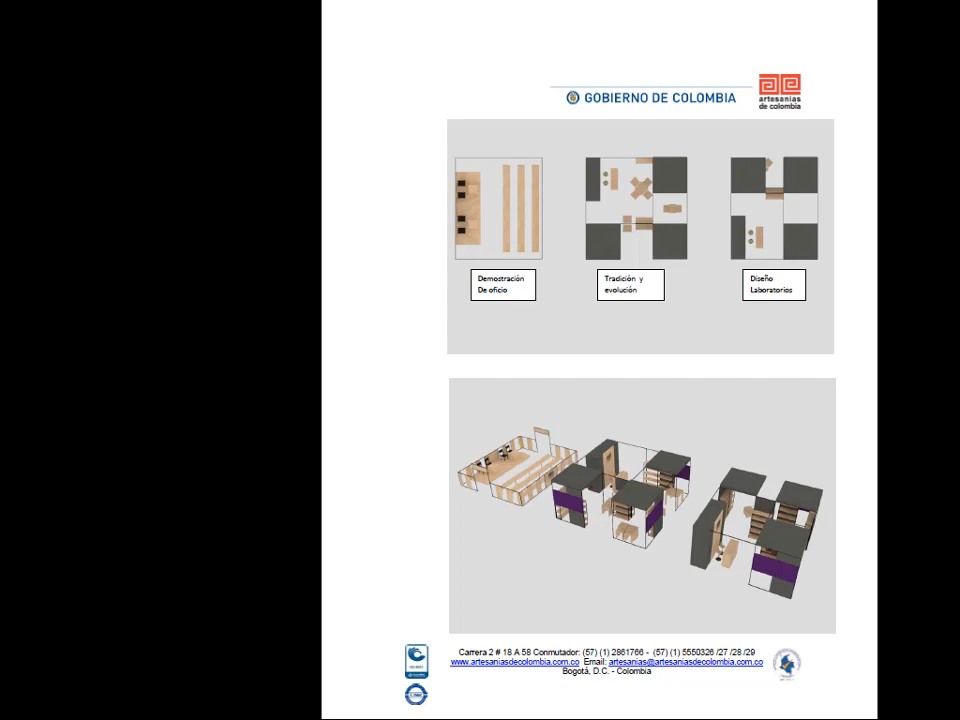 GOBIERNO DE COLOMBIA
artesanías
de colombia
Demostración
De oficio
Tradición y
evolución
Diseño
Laboratorios
Carrera 2 # 18 A 58 Conmutador: (57) (1) 2861766 - (57) (1) 5550326 /27 /28 /29
www.artesaniasdecolombia.com.co Email: artesanias@artesaniasdecolombia.com.co
Bogotá, D.C. - Colombia